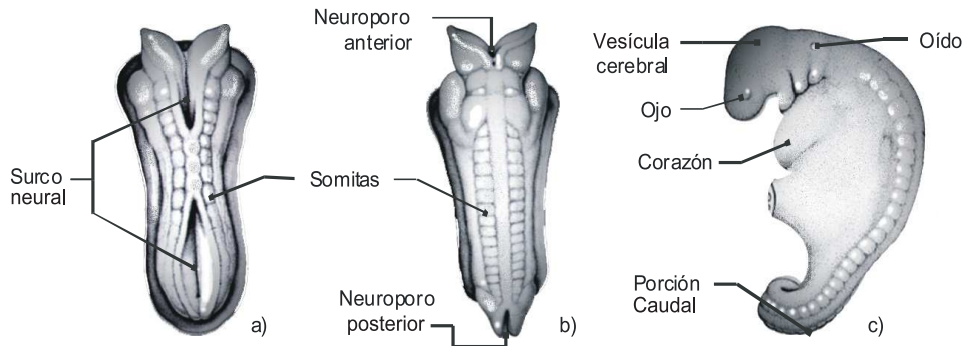 Neuroporo
anterior
Vesícula
cerebral
Oído
Ojo
Corazón
Surco
neural
Somitas
Porción
Caudal
Neuroporo
posterior
a)
b)
c)